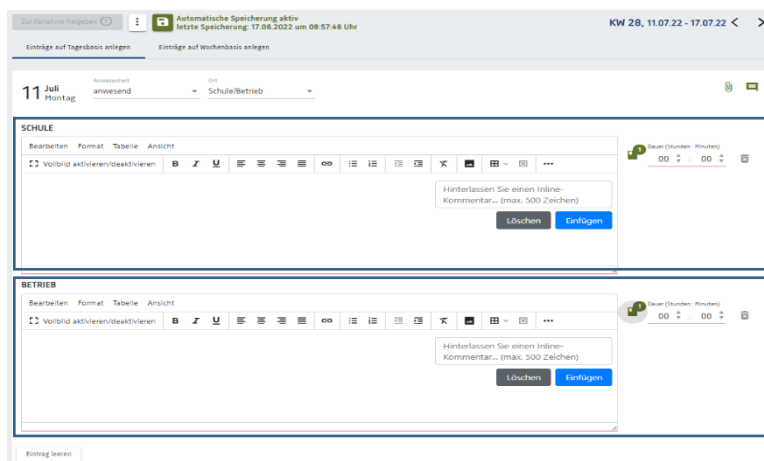 Zur Abnahme freigeben ?
Automatische Speicherung aktiv
letzte Speicherung: 17.06.2022 um 08:57:46 Uhr
KW 28, 11.07.22 - 17.07.22
Einträge auf Tagesbasis anlegen Einträge auf Wochenbasis anlegen
11 Juli Montag
Anwesenheit
anwesend
Ort
Schule/Betrieb
SCHULE
Bearbeiten Format Tabelle Ansicht
Vollbild aktivieren/deaktivieren B I U
1
Dauer (Stunden : Minuten)
00 : 00
Hinterlassen Sie einen Inline-
Kommentar... (max. 500 Zeichen)
Löschen Einfügen
BETRIEB
Bearbeiten Format Tabelle Ansicht
Vollbild aktivieren/deaktivieren B I U
1
Dauer (Stunden : Minuten)
00 : 00
Hinterlassen Sie einen Inline-
Kommentar... (max. 500 Zeichen)
Löschen Einfügen
Eintrag leeren